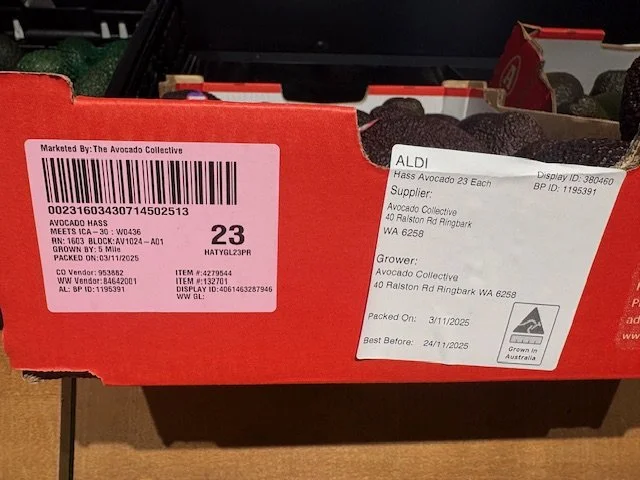 Marketed By: The Avocado Collective
00231603430714502513
AVOCADO HASS
MEETS ICA-30 : W0436
RN: 1603 BLOCK:AV1024-A01
GROWN BY: 5 Mile
PACKED ON:03/11/2025
23
HATYGL23PR
CO Vendor: 953882
WW Vendor:84642001
AL: BP ID:1195391
ITEM #:4279544
ITEM #:132701
DISPLAY ID:4061463287946
WW GL:
ALDI
Hass Avocado 23 Each
Display ID: 380460
BP ID: 1195391
Supplier:
Avocado Collective
40 Ralston Rd Ringbark
WA 6258
Grower:
Avocado Collective
40 Ralston Rd Ringbark WA 6258
Packed On: 3/11/2025
Best Before: 24/11/2025
Grown in
Australia